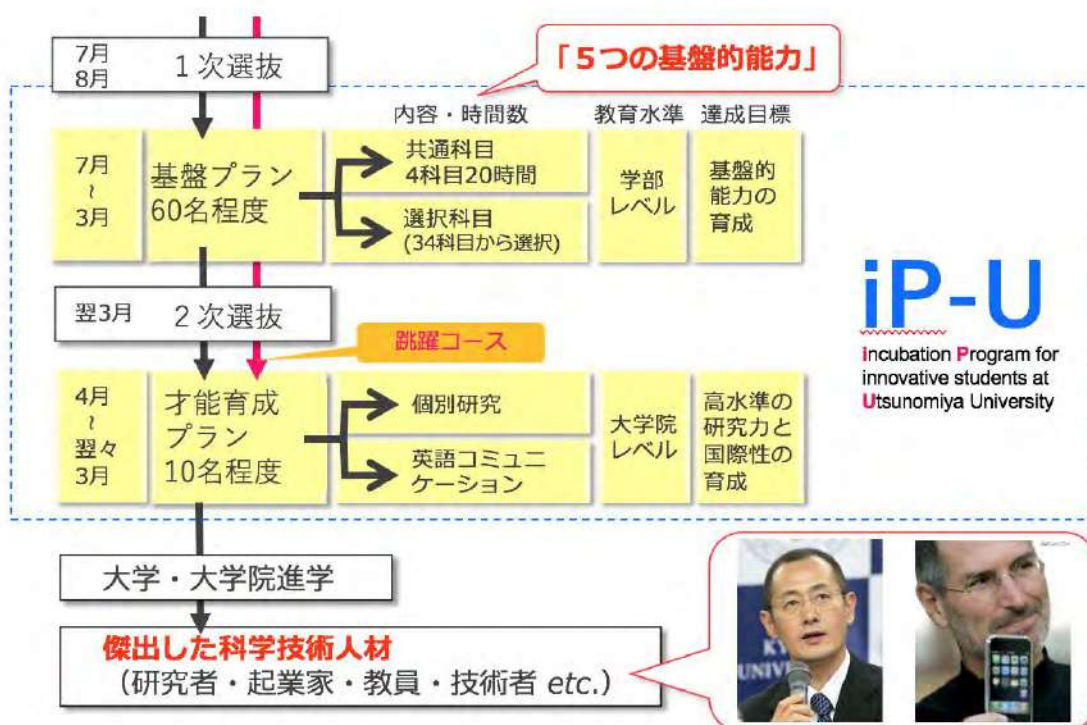 7月
8月
1次選抜
「５つの基盤的能力」
内容・時間数
教育水準
達成目標
7月
～
3月
基盤プラン
60名程度
共通科目
4科目20時間
選択科目
(34科目から選択)
学部
レベル
基盤的
能力の
育成
翌3月
2次選抜
跳躍コース
4月
～
翌々
3月
才能育成
プラン
10名程度
個別研究
英語コミュニ
ケーション
大学院
レベル
高水準の
研究力と
国際性の
育成
iP-U
incubation Program for
innovative students at
Utsunomiya University
大学・大学院進学
傑出した科学技術人材
（研究者・起業家・教員・技術者 etc.）